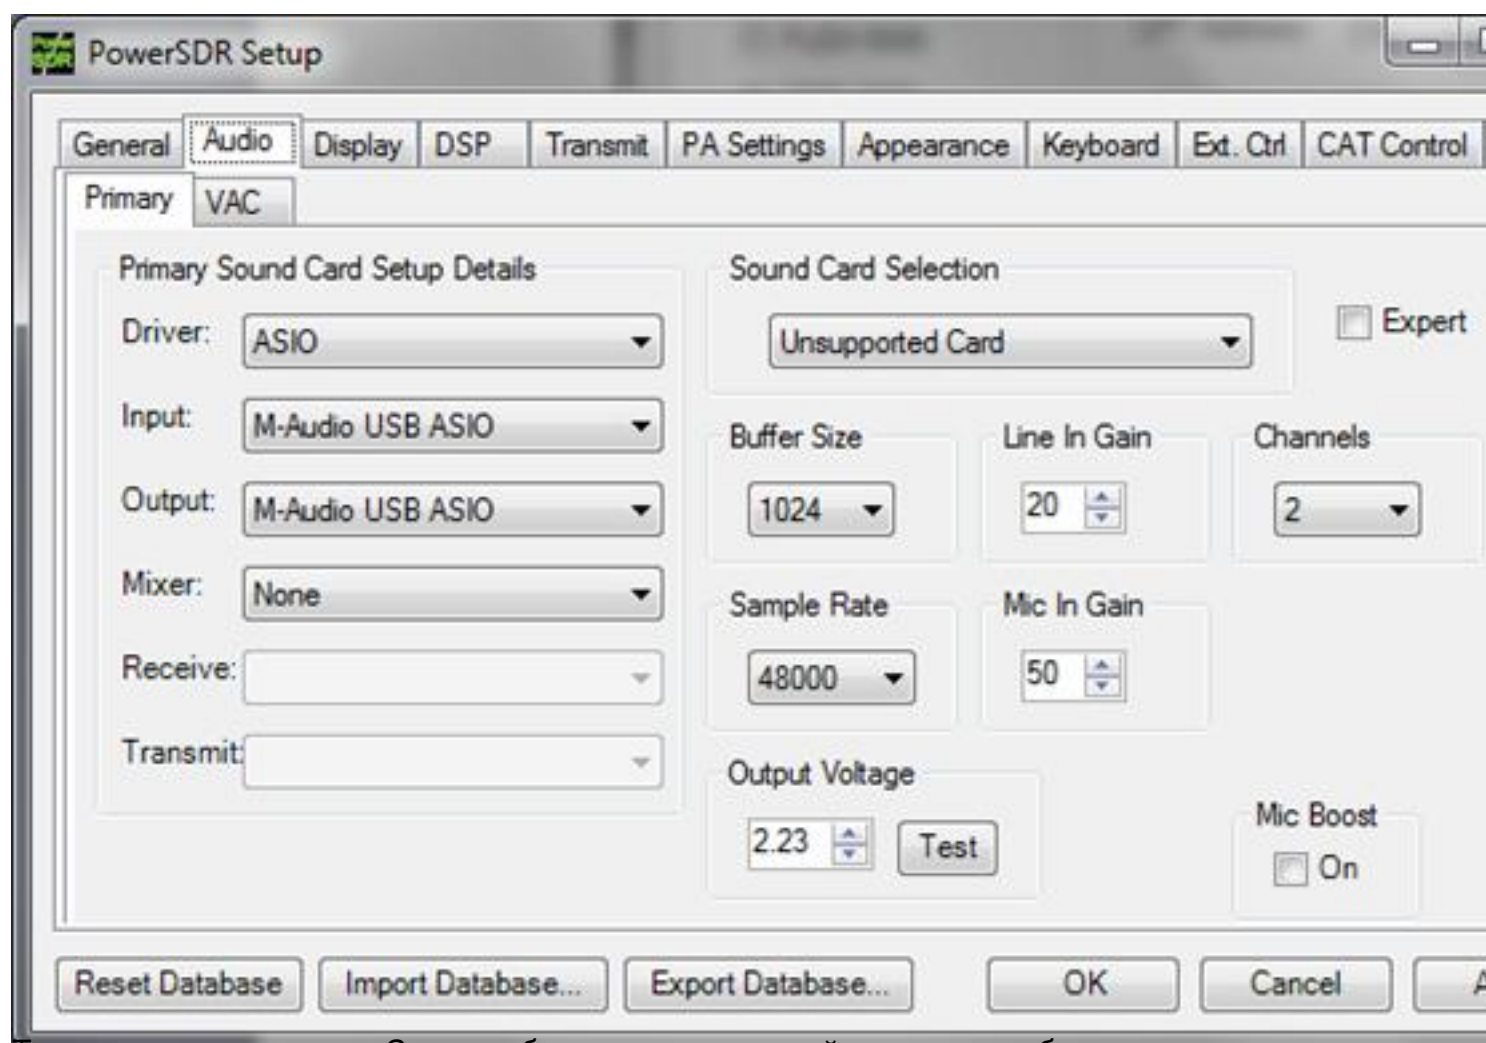 PowerSDR Setup
General Audio Display DSP Transmit PA Settings Appearance Keyboard Ext. Ctrl CAT Control
Primary VAC
Primary Sound Card Setup Details
Driver: ASIO
Input: M-Audio USB ASIO
Output: M-Audio USB ASIO
Mixer: None
Receive:
Transmit:
Sound Card Selection
Unsupported Card
Expert
Buffer Size Line In Gain Channels
1024 20 2
Sample Rate Mic In Gain
48000 50
Output Voltage
2.23 Test
Mic Boost
On
Reset Database Import Database... Export Database... OK Cancel